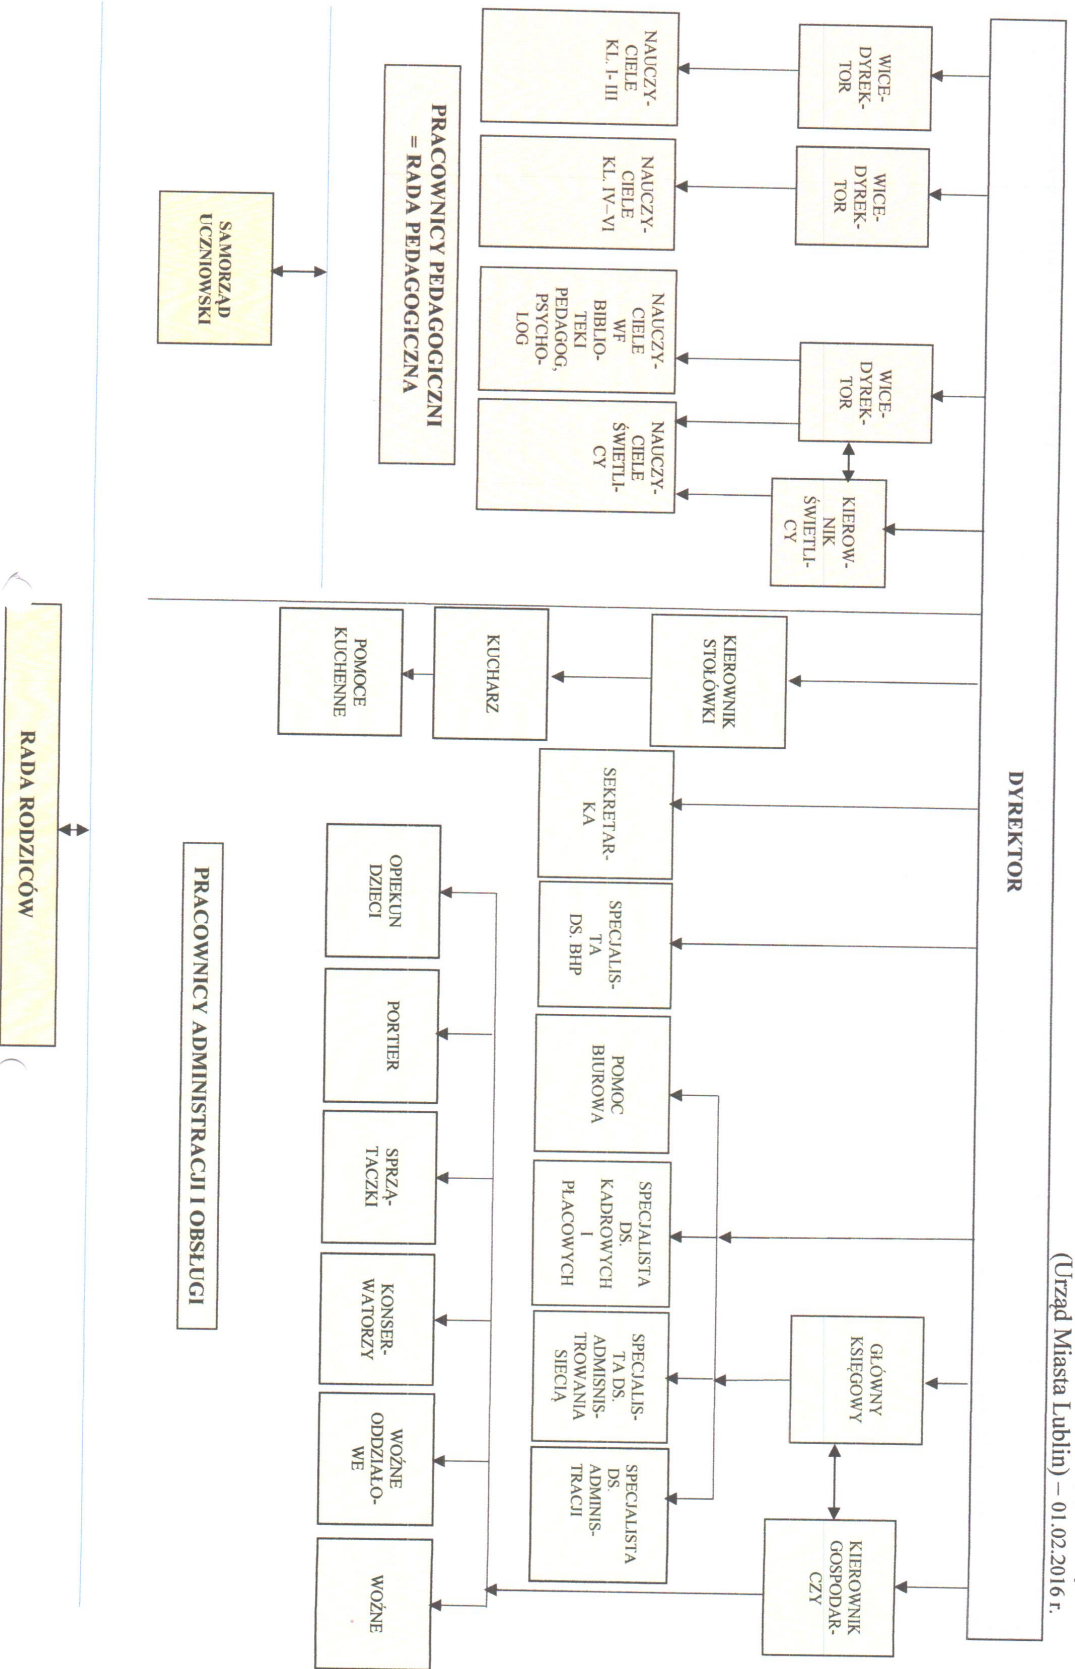 (Urząd Miasta Lublin) – 01.02.2016 r.
DYREKTOR
WICE-
DYREK-
TOR
WICE-
DYREK-
TOR
WICE-
DYREK-
TOR
KIEROW-
NIK
ŚWIETLI-
CY
KIEROWNIK
STOŁÓWKI
GŁÓWNY
KSIĘGOWY
KIEROWNIK
GOSPODAR-
CZY
NAUCZY-
CIELE
KL. I- III
NAUCZY-
CIELE
KL. IV–VI
NAUCZY-
CIELE
WF
BIBLIO-
TEKI
PEDAGOG,
PSYCHO-
LOG
NAUCZY-
CIELE
ŚWIETLI-
CY
KUCHARZ
SEKRETAR-
KA
SPECJALIS-
TA
DS. BHP
POMOC
BIUROWA
SPECJALISTA
DS.
KADROWYCH
I
PŁACOWYCH
SPECJALIS-
TA DS.
ADMISNIS-
TROWANIA
SIECIĄ
SPECJALISTA
DS.
ADMINIS-
TRACJI
PRACOWNICY PEDAGOGICZNI
= RADA PEDAGOGICZNA
POMOCE
KUCHENNE
OPIEKUN
DZIECI
PORTIER
SPRZĄ-
TACZKI
KONSER-
WATORZY
WOŹNE
ODDZIAŁO-
WE
WOŹNE
SAMORZĄD
UCZNIOWSKI
PRACOWNICY ADMINISTRACJI I OBSŁUGI
RADA RODZICÓW